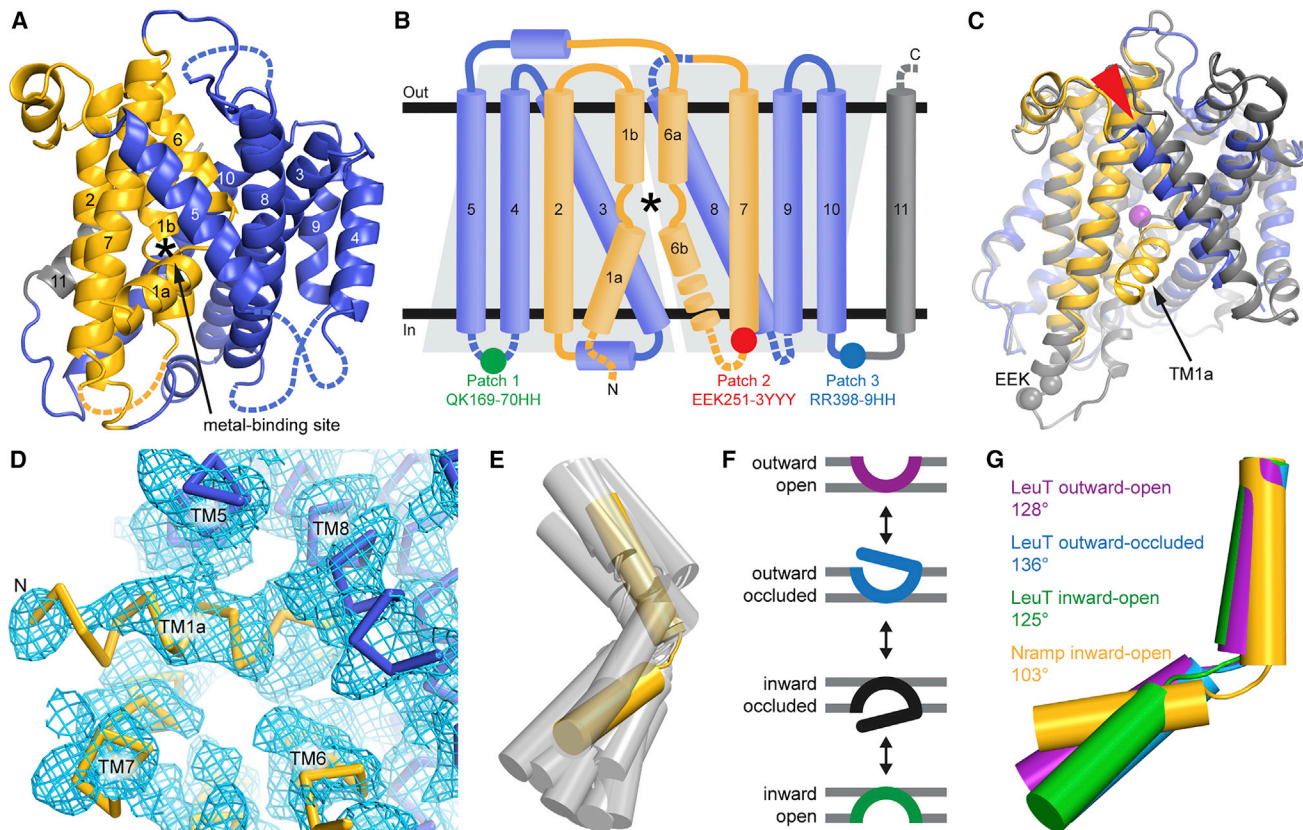 A
6
10
3
2
8
5
9
4
1b
*
7
11
1a
metal-binding site
B
C
Out
1b
6a
5
4
2
3
*
8
7
9
10
11
6b
1a
In
N
Patch 1
QK169-70HH
Patch 2
EEK251-3YYY
Patch 3
RR398-9HH
C
EEK
TM1a
D
TM5
TM8
N
TM1a
TM7
TM6
E
F
outward
open
outward
occluded
inward
occluded
inward
open
G
LeuT outward-open
128°
LeuT outward-occluded
136°
LeuT inward-open
125°
Nramp inward-open
103°